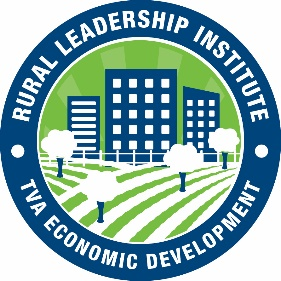 RURAL LEADERSHIP INSTITUTE
TVA ECONOMIC DEVELOPMENT